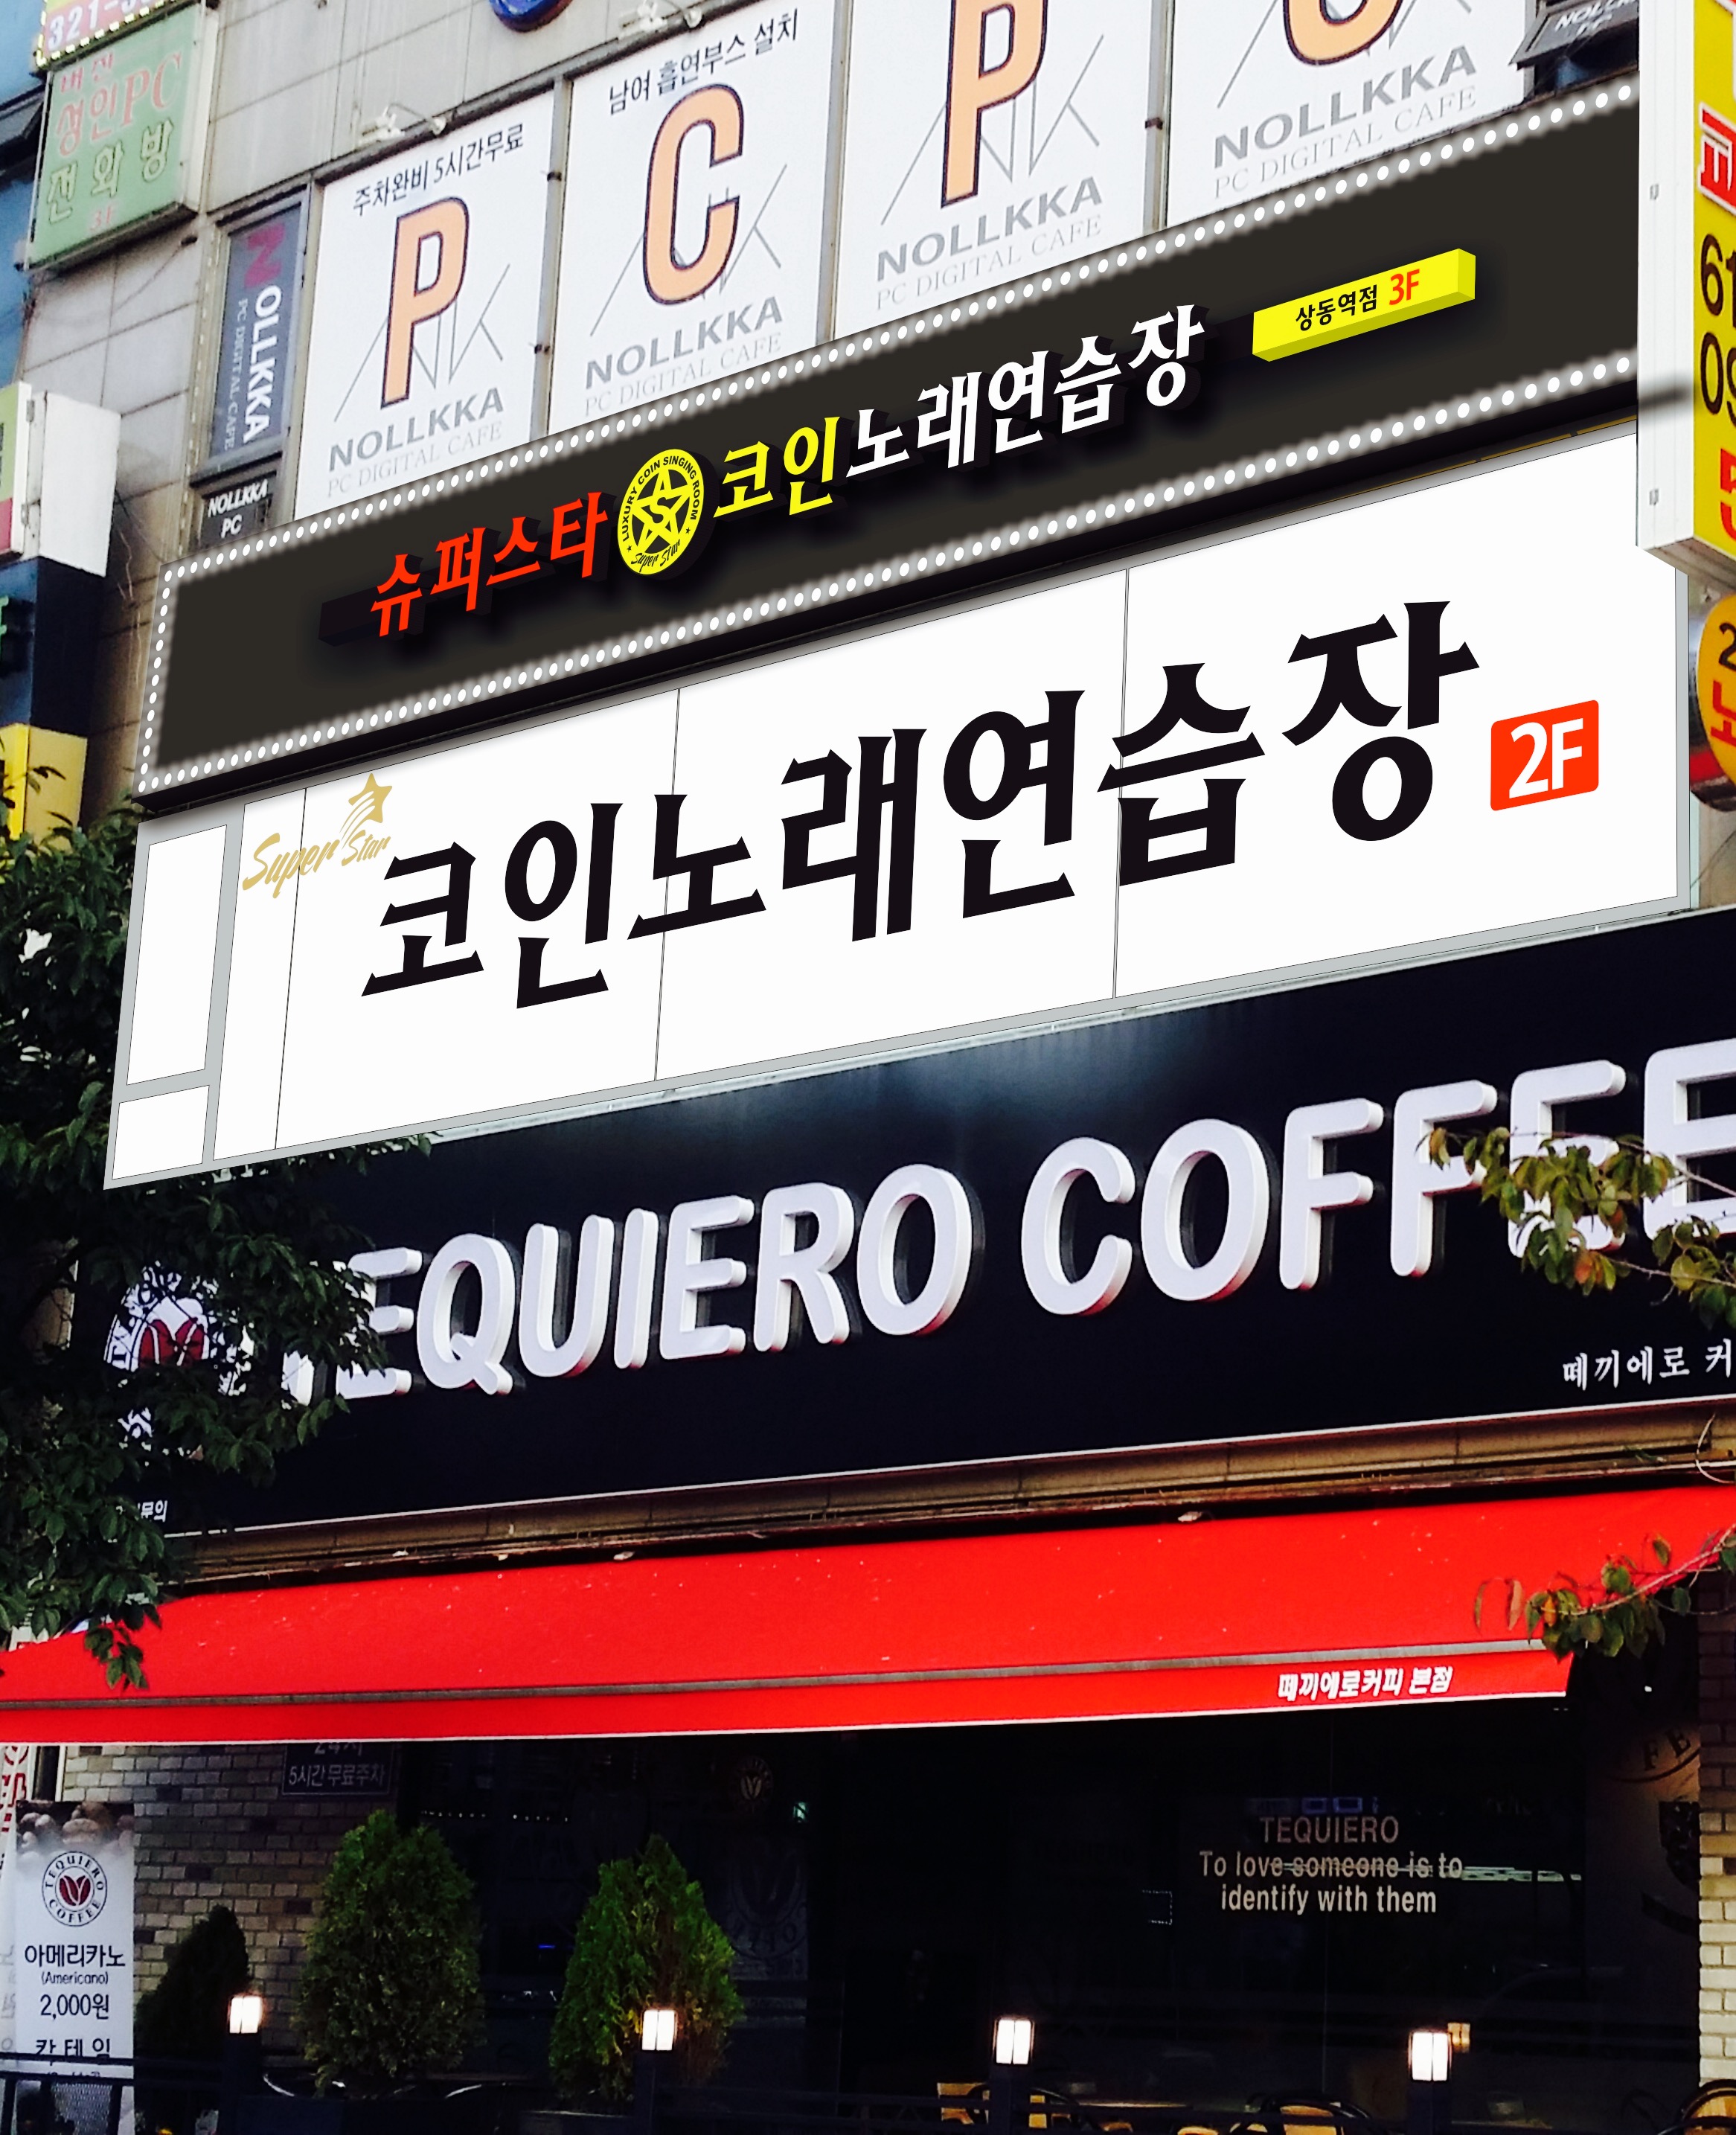 성인PC
전화방
3F
주차완비 5시간무료
P
NOLLKKA
PC DIGITAL CAFE
남여 흡연부스 설치
C
NOLLKKA
PC DIGITAL CAFE
P
NOLLKKA
PC DIGITAL CAFE
C
NOLLKKA
PC DIGITAL CAFE
NOLLKKA
PC DIGITAL CAFE
NOLLKKA
PC
슈퍼스타
LUXURY COIN SINGING ROOM
S
Super Star
코인노래연습장
상동역점 3F
Super Star
코인노래연습장
2F
TEQUIERO COFFEE
떼끼에로 커
문의
떼끼에로커피 본점
5시간 무료주차
TEQUIERO
To love someone is to
identify with them
TEQUIERO
COFFEE
아메리카노
(Americano)
2,000원
칵테일